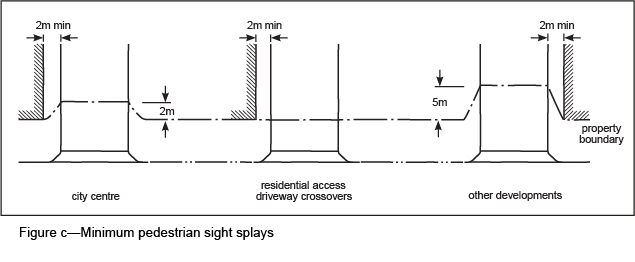 2m min
2m min
2m min
2m
5m
property
boundary
city centre
residential access
driveway crossovers
other developments
Figure c—Minimum pedestrian sight splays